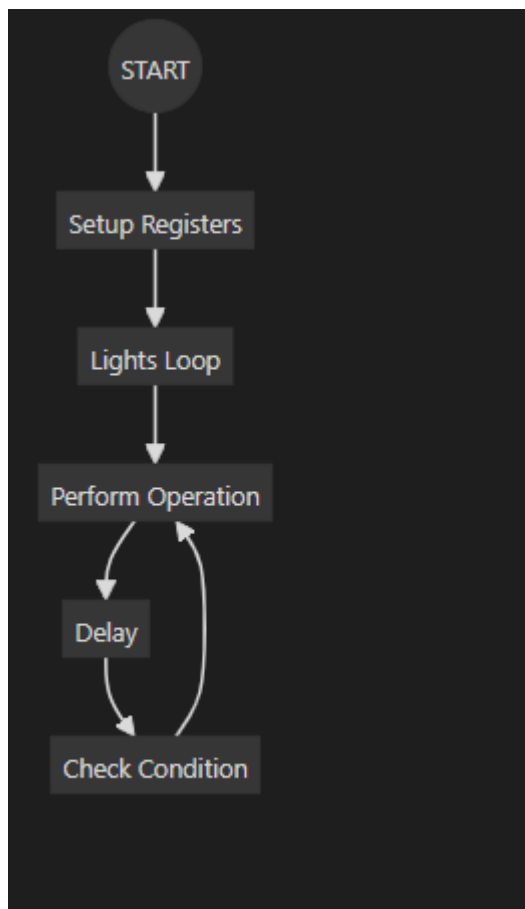 START
Setup Registers
Lights Loop
Perform Operation
Delay
Check Condition